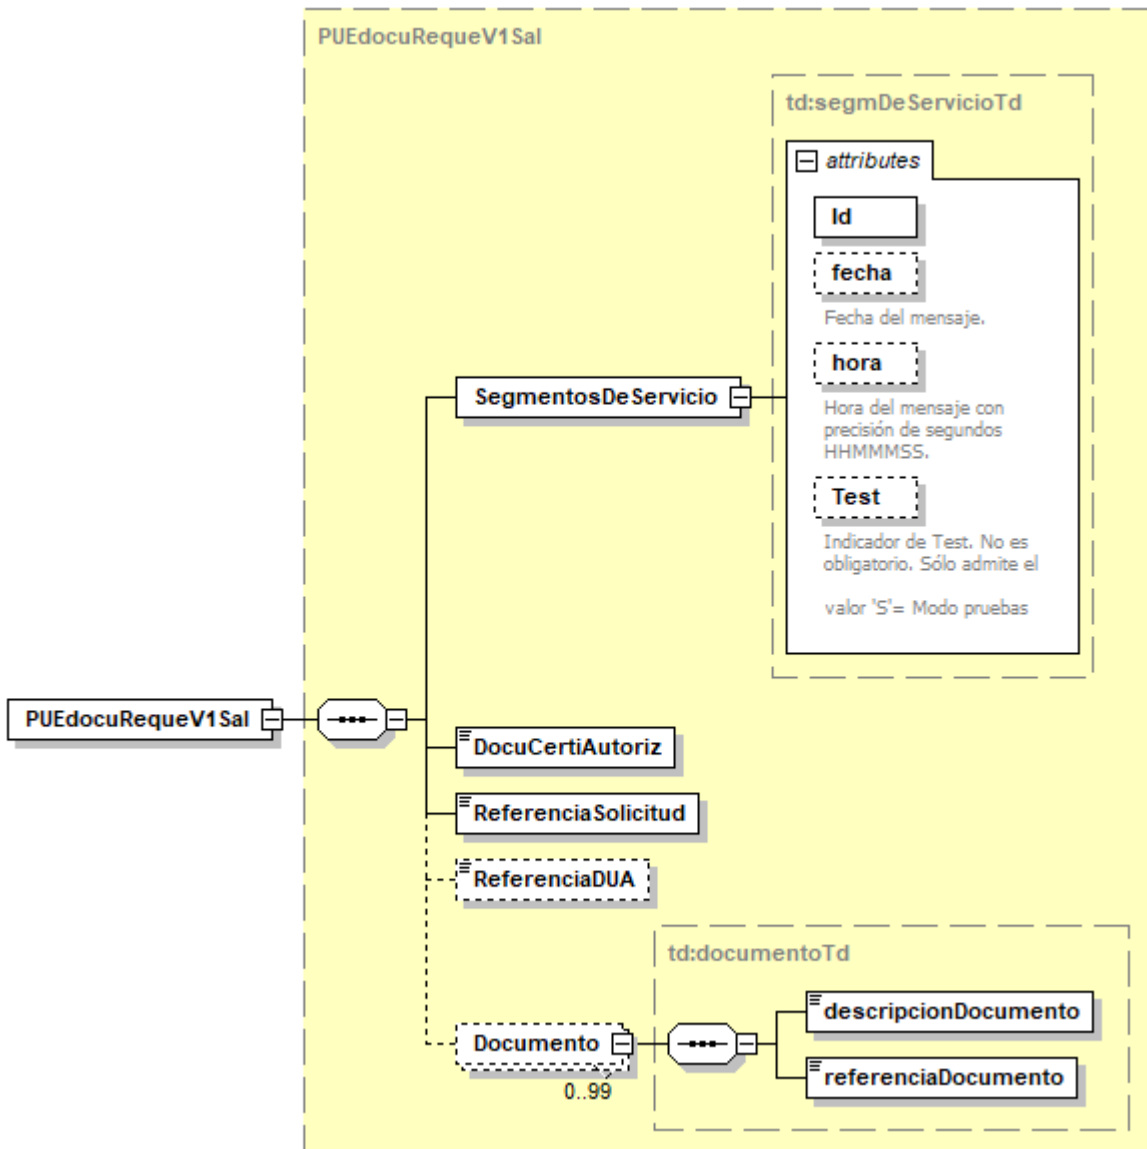 PUEdocuRequeV1Sal
td:segmDeServicioTd
attributes
Id
fecha
Fecha del mensaje.
hora
Hora del mensaje con
precisión de segundos
HHMMMSS.
Test
Indicador de Test. No es
obligatorio. Sólo admite el
valor 'S'= Modo pruebas
SegmentosDeServicio
PUEdocuRequeV1Sal
DocuCertiAutoriz
ReferenciaSolicitud
ReferenciaDUA
Documento
0..99
td:documentoTd
descripcionDocumento
referenciaDocumento